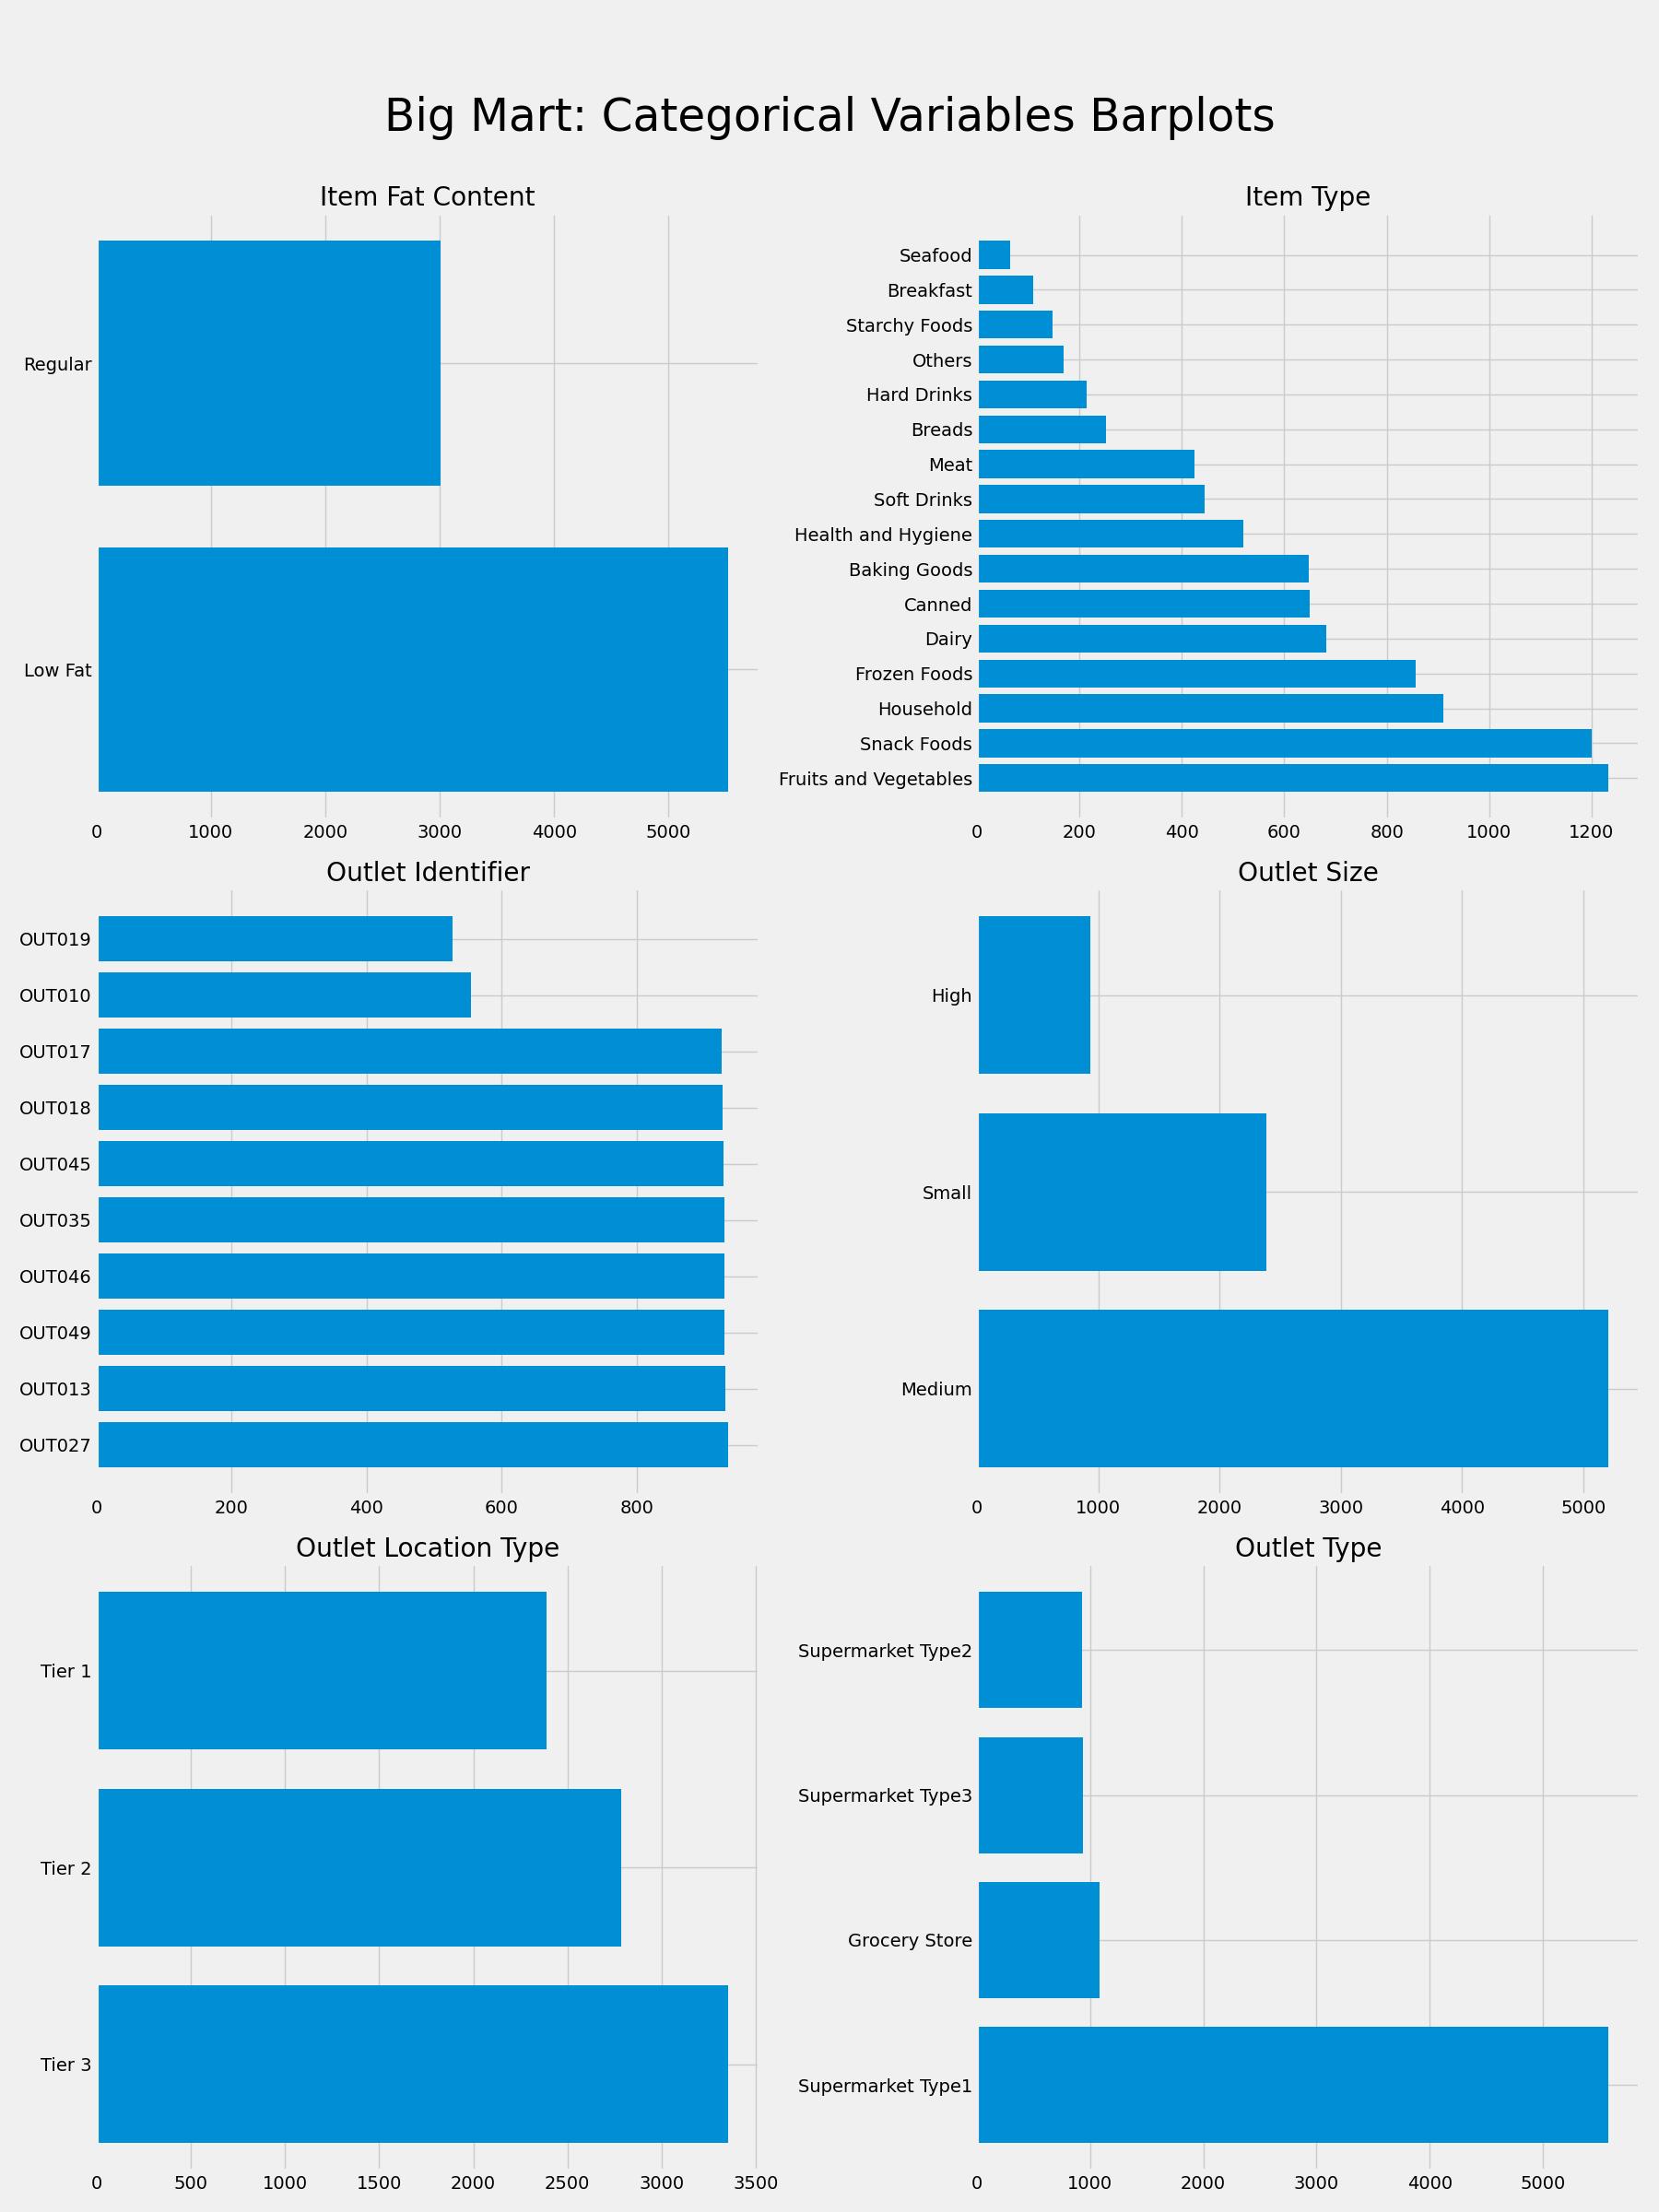 Big Mart: Categorical Variables Barplots
Item Fat Content
Regular
Low Fat
0 1000 2000 3000 4000 5000
Item Type
Seafood
Breakfast
Starchy Foods
Others
Hard Drinks
Breads
Meat
Soft Drinks
Health and Hygiene
Baking Goods
Canned
Dairy
Frozen Foods
Household
Snack Foods
Fruits and Vegetables
0 200 400 600 800 1000 1200
Outlet Identifier
OUT019
OUT010
OUT017
OUT018
OUT045
OUT035
OUT046
OUT049
OUT013
OUT027
0 200 400 600 800
Outlet Size
High
Small
Medium
0 1000 2000 3000 4000 5000
Outlet Location Type
Tier 1
Tier 2
Tier 3
0 500 1000 1500 2000 2500 3000 3500
Outlet Type
Supermarket Type2
Supermarket Type3
Grocery Store
Supermarket Type1
0 1000 2000 3000 4000 5000